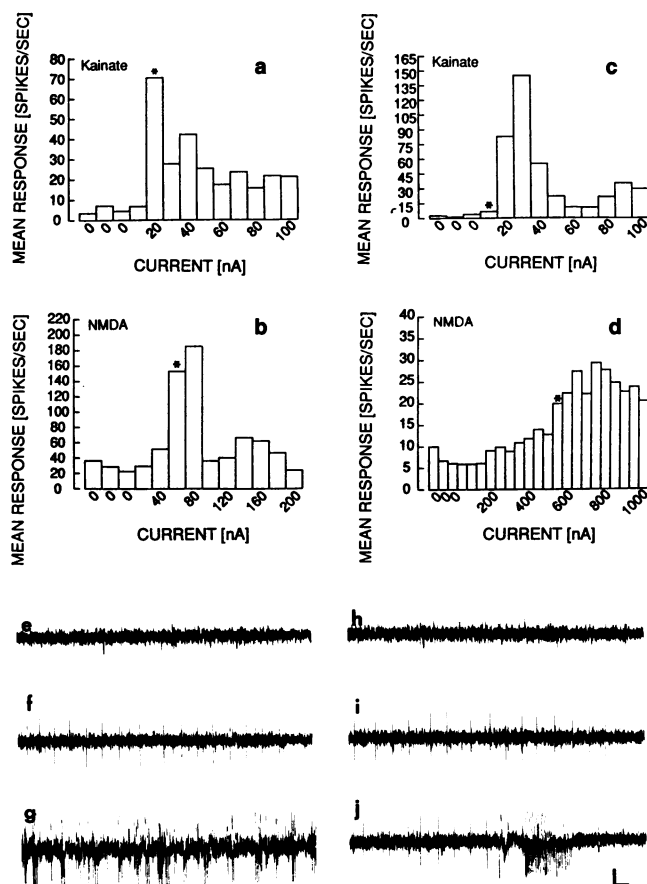 MEAN RESPONSE [SPIKES/SEC]
80
70
60
50
40
30
20
10
0
Kainate
a
*
0 0 0 20 40 60 80 100
CURRENT [nA]
MEAN RESPONSE [SPIKES/SEC]
165
150
135
120
105
90
75
60
45
30
15
0
Kainate
c
*
0 0 0 20 40 60 80 100
CURRENT [nA]
MEAN RESPONSE [SPIKES/SEC]
220
200
180
160
140
120
100
80
60
40
20
0
NMDA
b
*
0 0 0 40 80 120 160 200
CURRENT [nA]
MEAN RESPONSE [SPIKES/SEC]
40
35
30
25
20
15
10
5
0
NMDA
d
*
0 0 0 200 400 600 800 1000
CURRENT [nA]
e
h
f
i
g
j